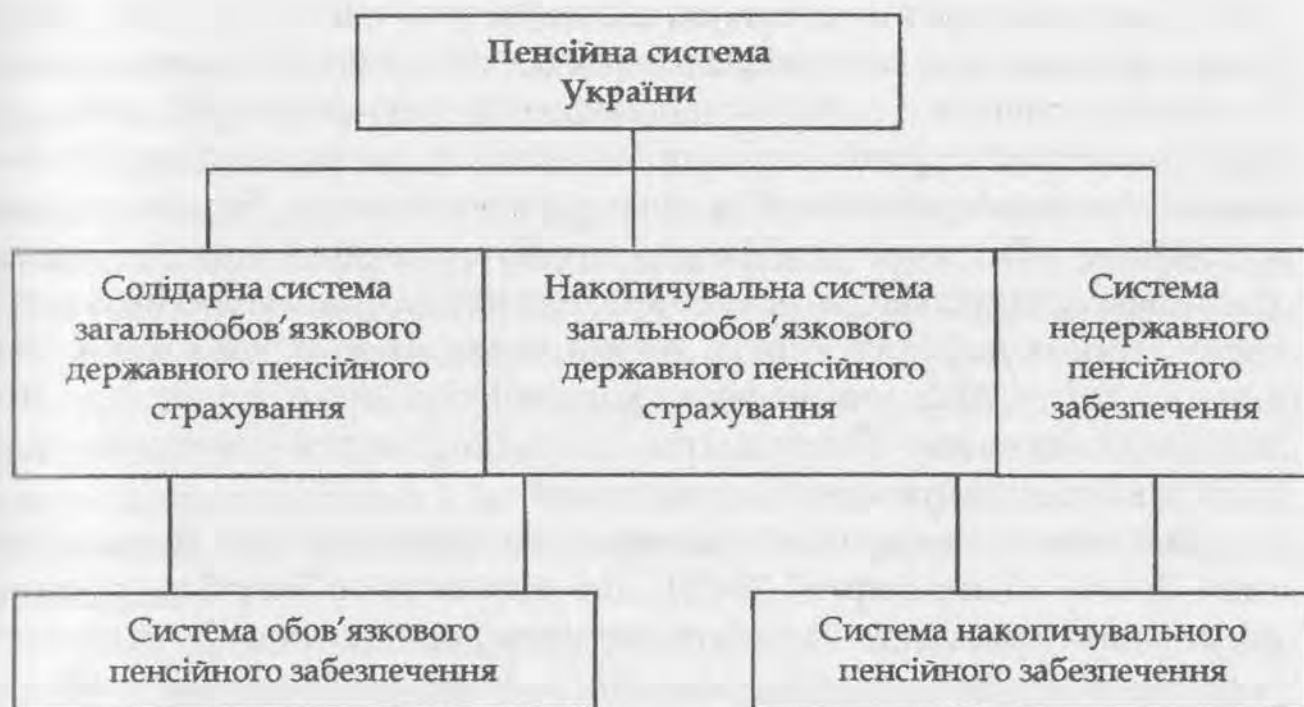 Пенсійна система
України
Солідарна система
загальнообов’язкового
державного пенсійного
страхування
Накопичувальна система
загальнообов’язкового
державного пенсійного
страхування
Система
недержавного
пенсійного
забезпечення
Система обов’язкового
пенсійного забезпечення
Система накопичувального
пенсійного забезпечення